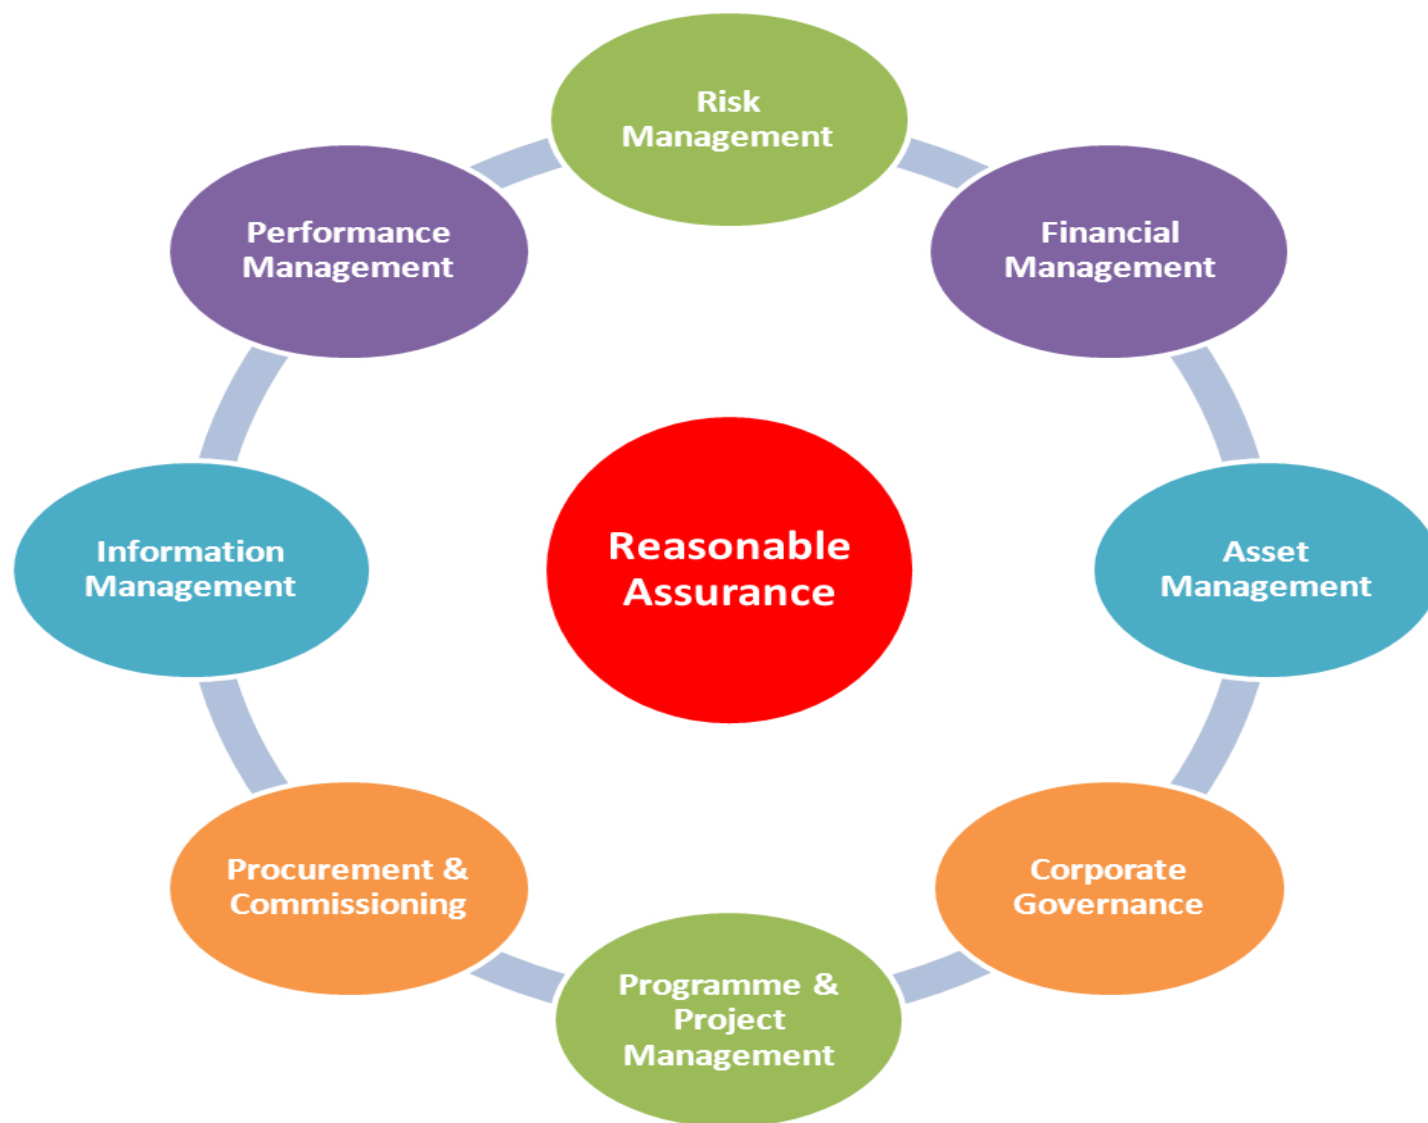 Risk
Management
Performance
Management
Financial
Management
Information
Management
Reasonable
Assurance
Asset
Management
Procurement &
Commissioning
Corporate
Governance
Programme &
Project
Management